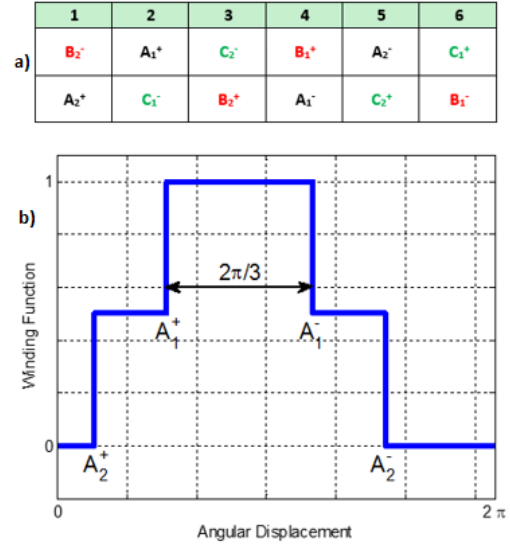 1 2 3 4 5 6
a)
B₂⁻ A₁⁺ C₂⁻ B₁⁺ A₂⁻ C₁⁺
A₂⁺ C₁⁻ B₂⁺ A₁⁻ C₂⁺ B₁⁻
b)
1
2π/3
A₁⁺ A₁⁻
Winding Function
0
A₂⁺ A₂⁻
0 2 π
Angular Displacement